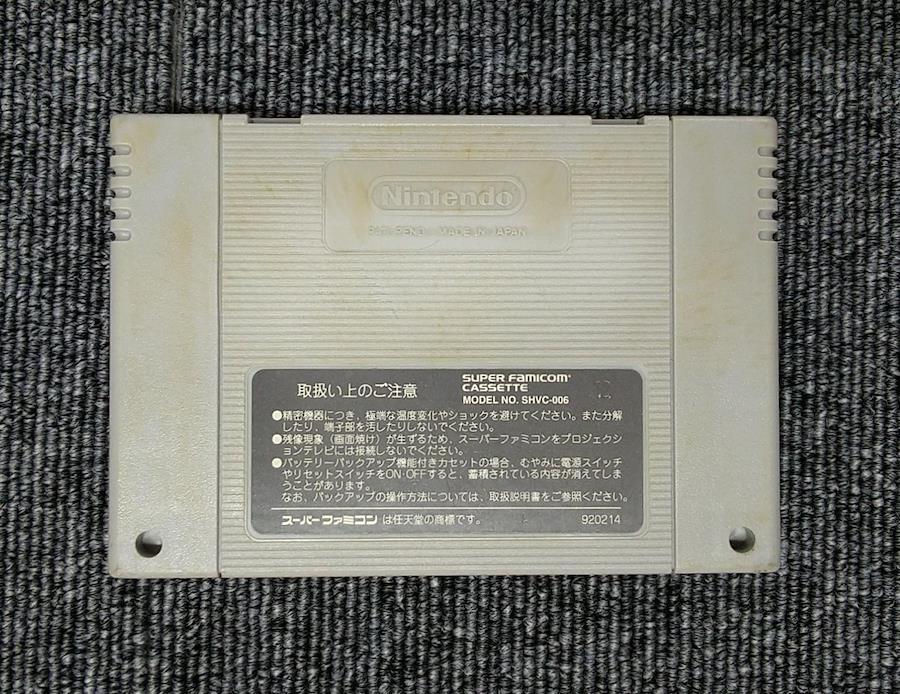 Nintendo
PAT. PEND. MADE IN JAPAN
取扱い上のご注意
SUPER FAMICOM
CASSETTE
MODEL NO. SHVC-006
●精密機器につき、極端な温度変化やショックを避けてください。また分解
したり、端子部を汚したりしないでください。
●残像現象（画面焼け）が生ずるため、スーパーファミコンをプロジェクシ
ョンテレビには接続しないでください。
●バッテリーバックアップ機能付きカセットの場合、むやみに電源スイッチ
やリセットスイッチをON・OFFすると、蓄積されている内容が消えてしま
うことがあります。
なお、バックアップの操作方法については、取扱説明書をご参照ください。
スーパーファミコン は任天堂の商標です。
920214